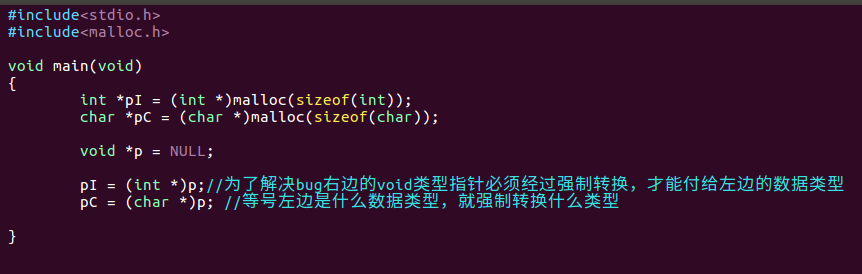 #include<stdio.h>
#include<malloc.h>
void main(void)
{
int *pI = (int *)malloc(sizeof(int));
char *pC = (char *)malloc(sizeof(char));
void *p = NULL;
pI = (int *)p;//为了解决bug右边的void类型指针必须经过强制转换，才能付给左边的数据类型
pC = (char *)p; //等号左边是什么数据类型，就强制转换什么类型
}